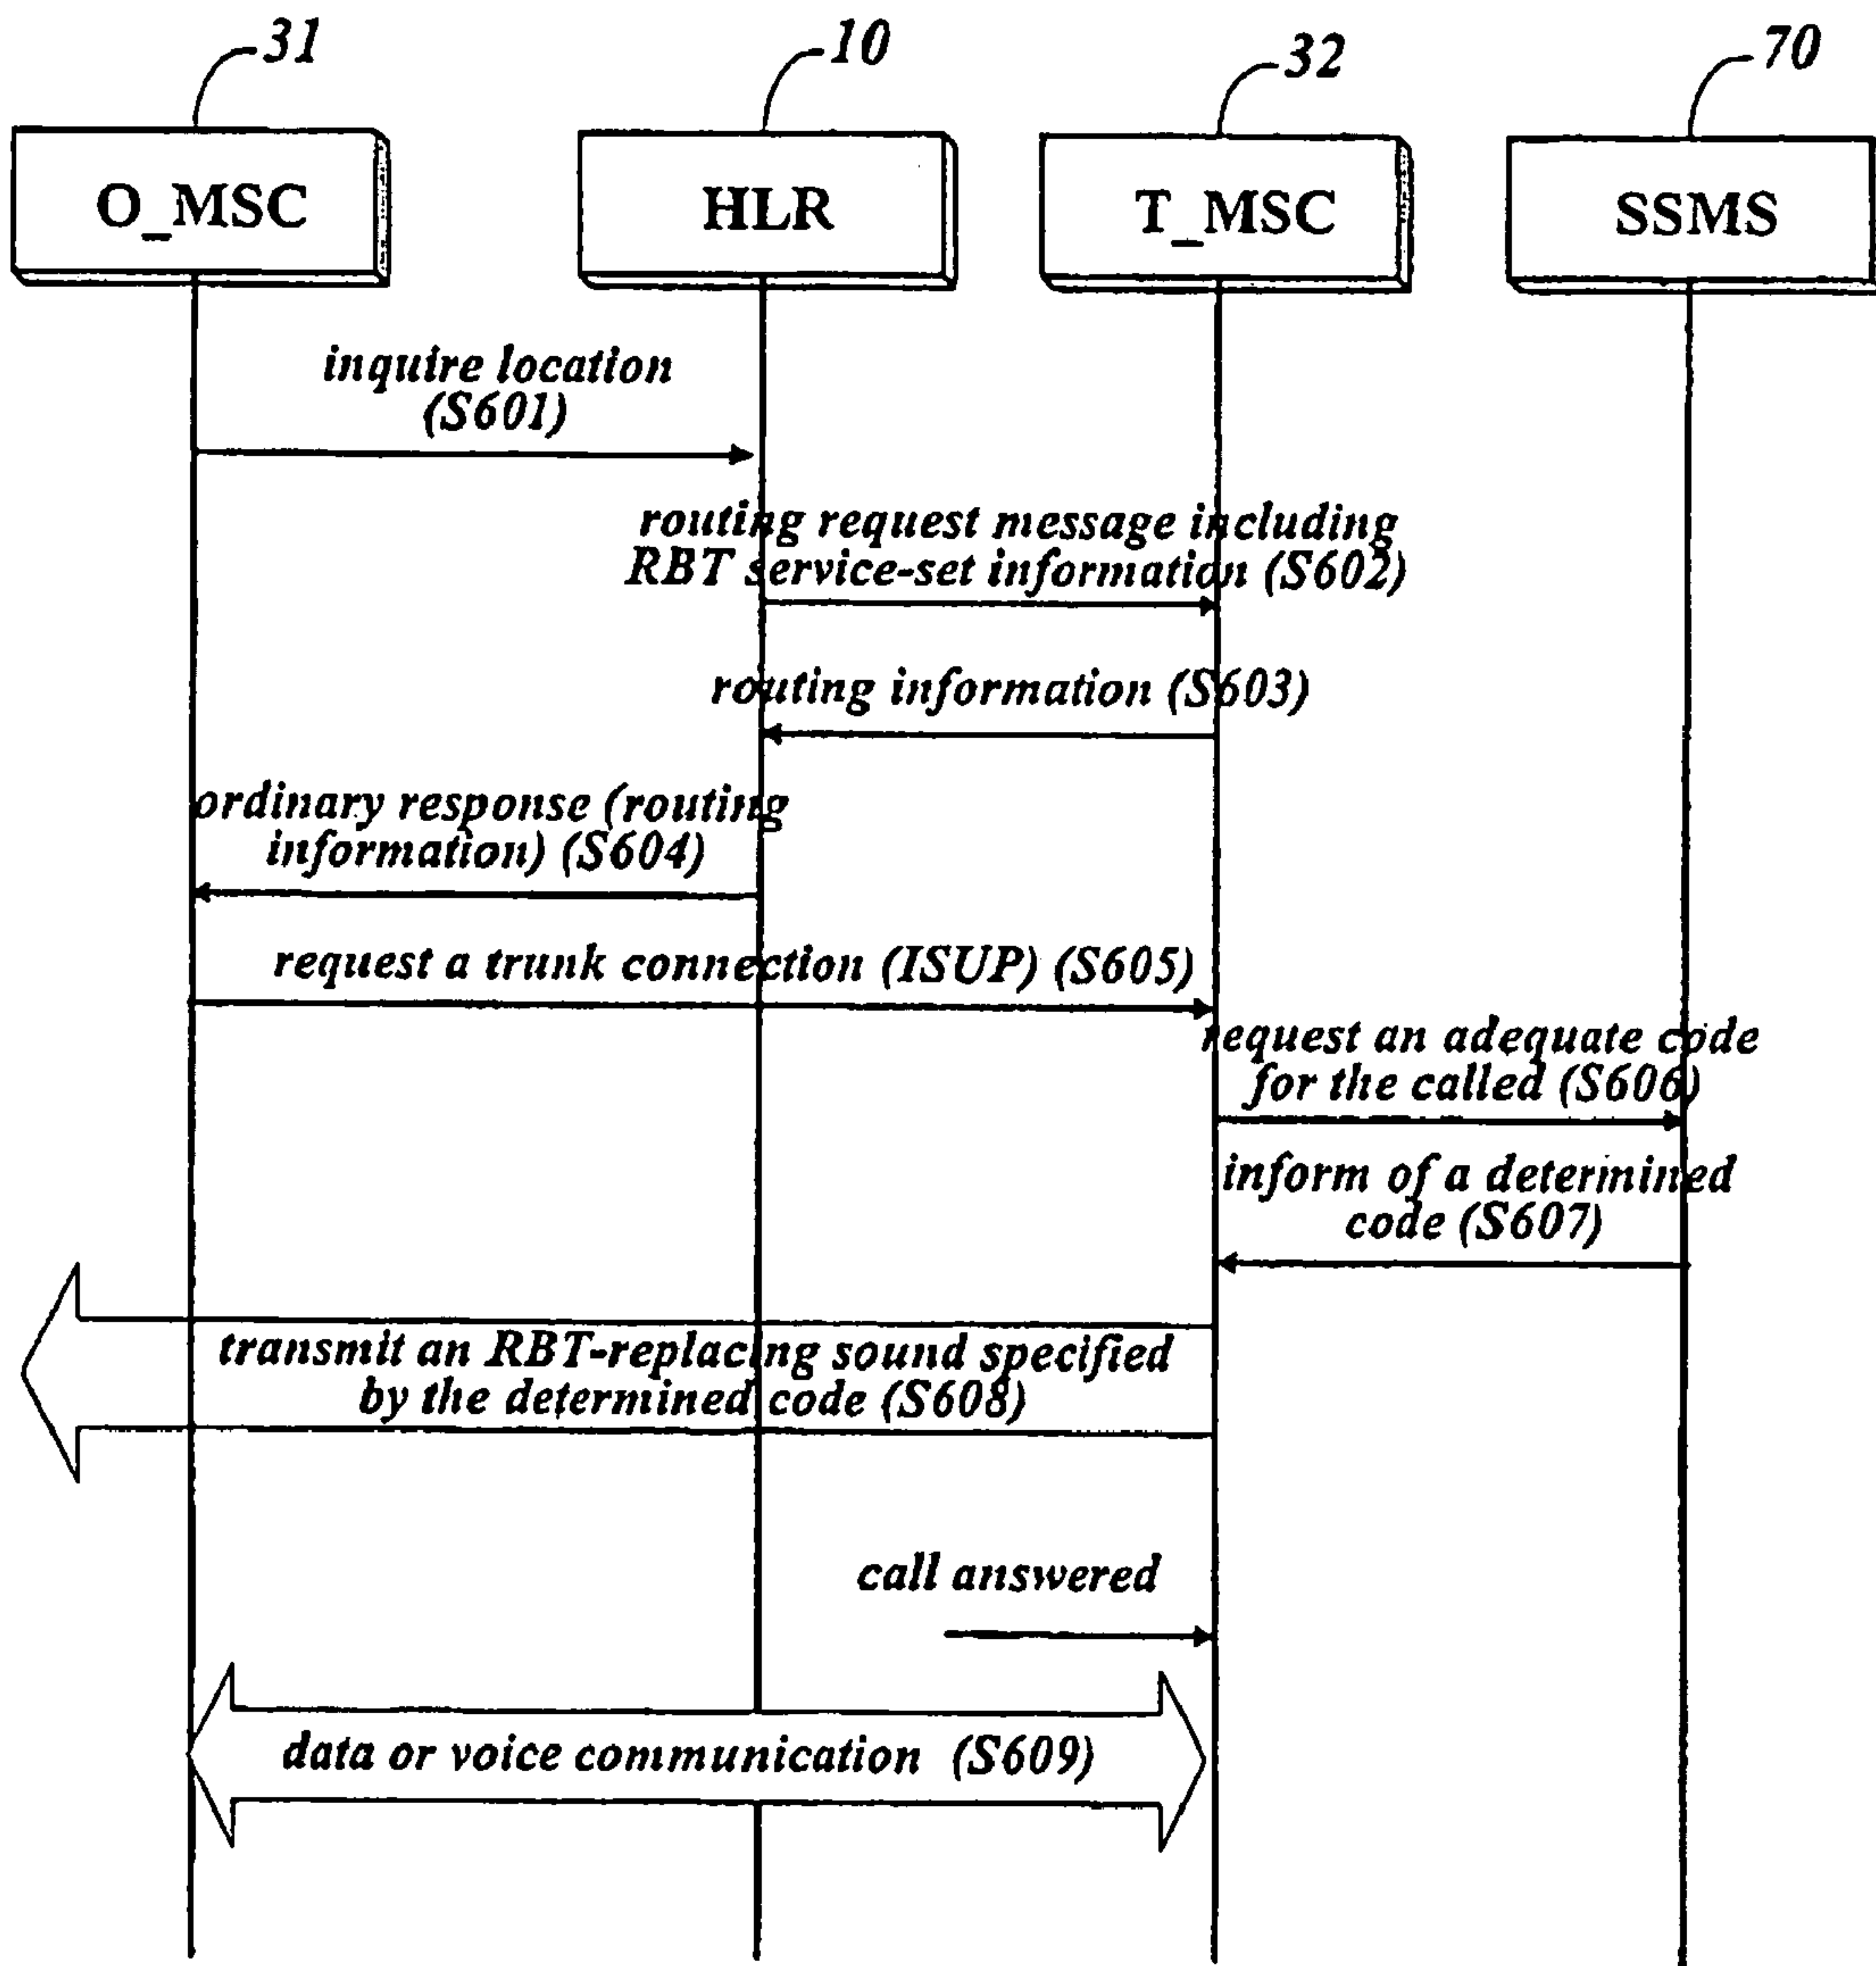 31
10
32
70
O_MSC
HLR
T_MSC
SSMS
inquire location
(S601)
routing request message including
RBT service-set information (S602)
routing information (S603)
ordinary response (routing
information) (S604)
request a trunk connection (ISUP) (S605)
request an adequate code
for the called (S606)
inform of a determined
code (S607)
transmit an RBT-replacing sound specified
by the determined code (S608)
call answered
data or voice communication (S609)